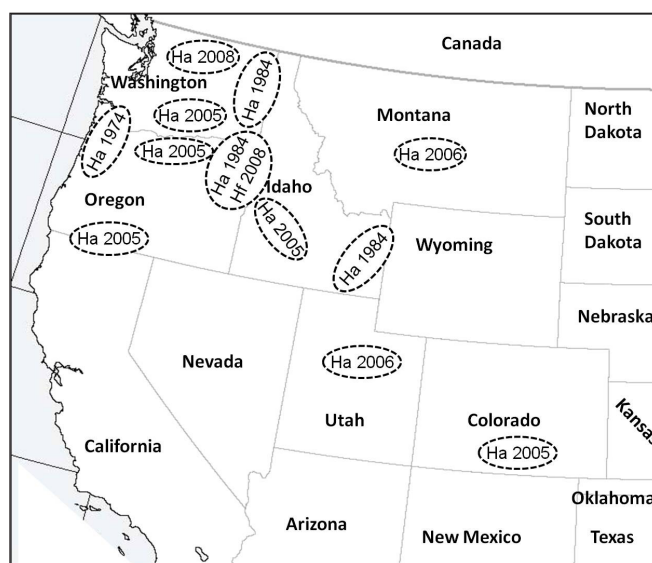 Canada
Ha 2008
Washington
Ha 1984
Ha 2005
Ha 1974
Ha 2005
Ha 1984
Hf 2008
Idaho
Montana
Ha 2006
North
Dakota
Oregon
Ha 2005
Ha 2005
Ha 1984
Wyoming
South
Dakota
Nebraska
Nevada
Ha 2006
Utah
Colorado
Ha 2005
Kansas
California
Arizona
New Mexico
Oklahoma
Texas